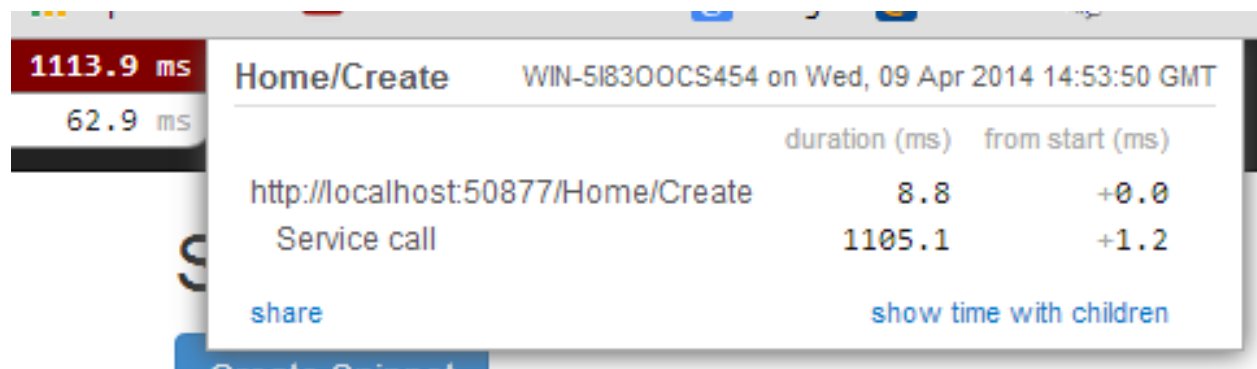 1113.9 ms
62.9 ms
Home/Create WIN-5I83OOCS454 on Wed, 09 Apr 2014 14:53:50 GMT
duration (ms) from start (ms)
http://localhost:50877/Home/Create 8.8 +0.0
Service call 1105.1 +1.2
share show time with children